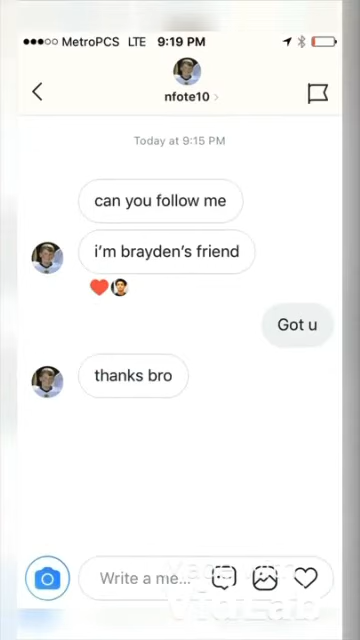 MetroPCS LTE 9:19 PM
nfote10
Today at 9:15 PM
can you follow me
i'm brayden's friend
Got u
thanks bro
Write a me...
VidLab